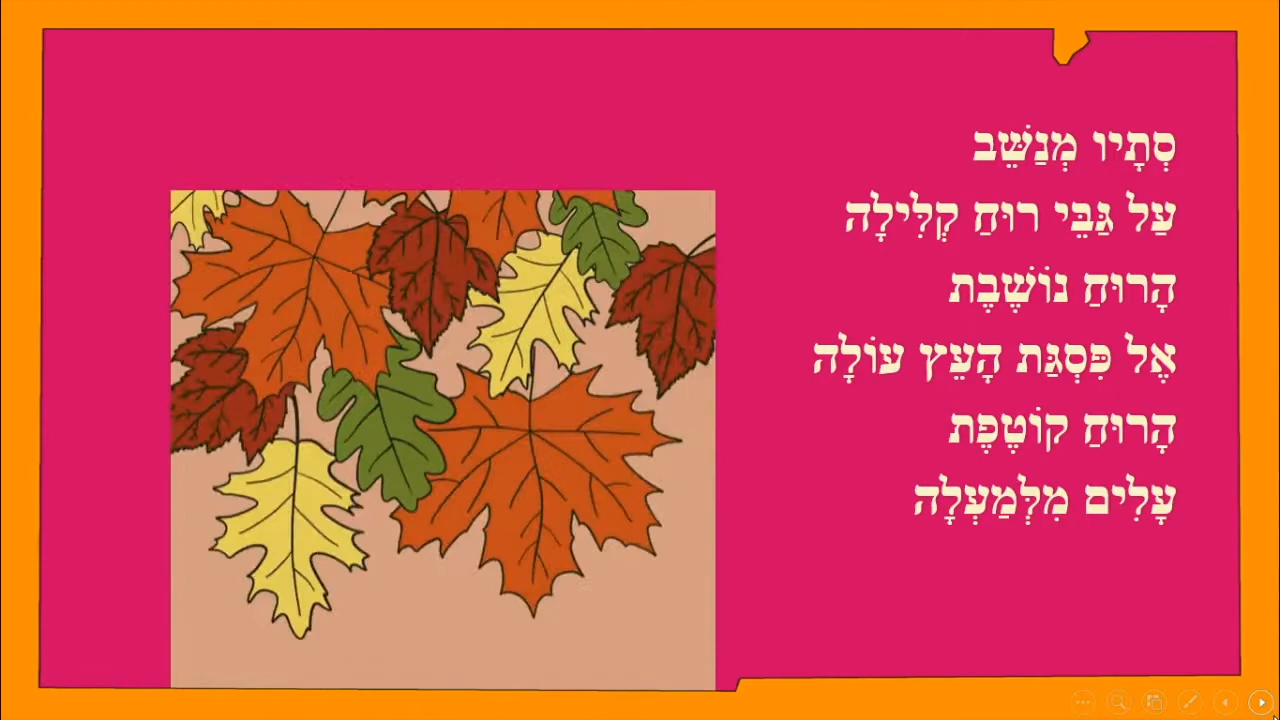 סְתָיו מְנַשֵּׁב
עַל גַּבֵּי רוּחַ קְלִּילָה
הָרוּחַ נוֹשֶׁבֶת
אֶל פִּסְגַּת הָעֵץ עוֹלָה
הָרוּחַ קוֹטֶפֶת
עָלִים מִלְּמַעְלָה